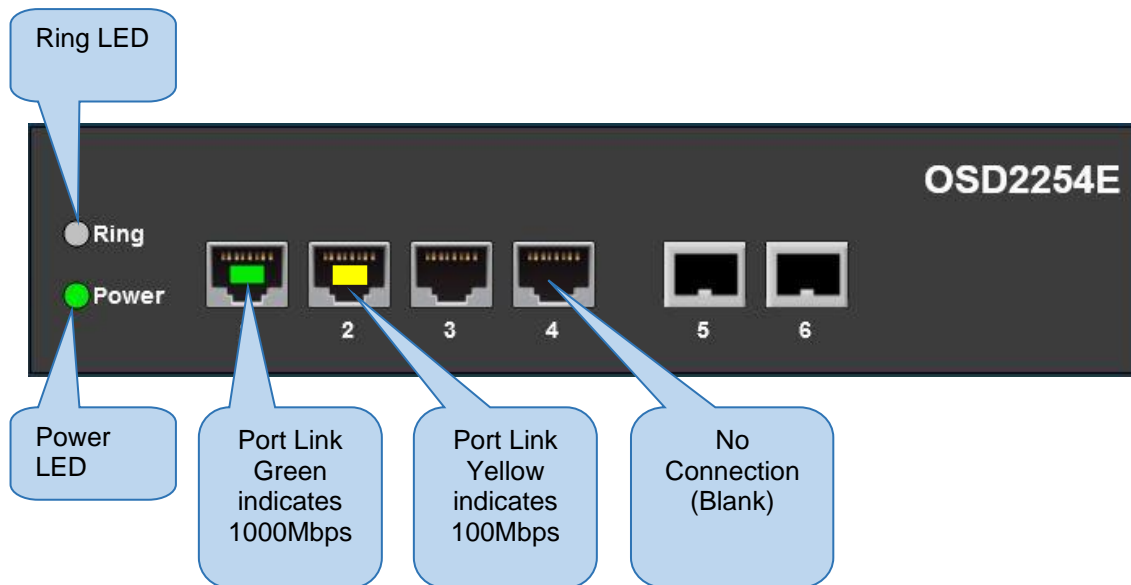 Ring LED
OSD2254E
Ring
Power
2 3 4 5 6
Power
LED
Port Link
Green
indicates
1000Mbps
Port Link
Yellow
indicates
100Mbps
No
Connection
(Blank)